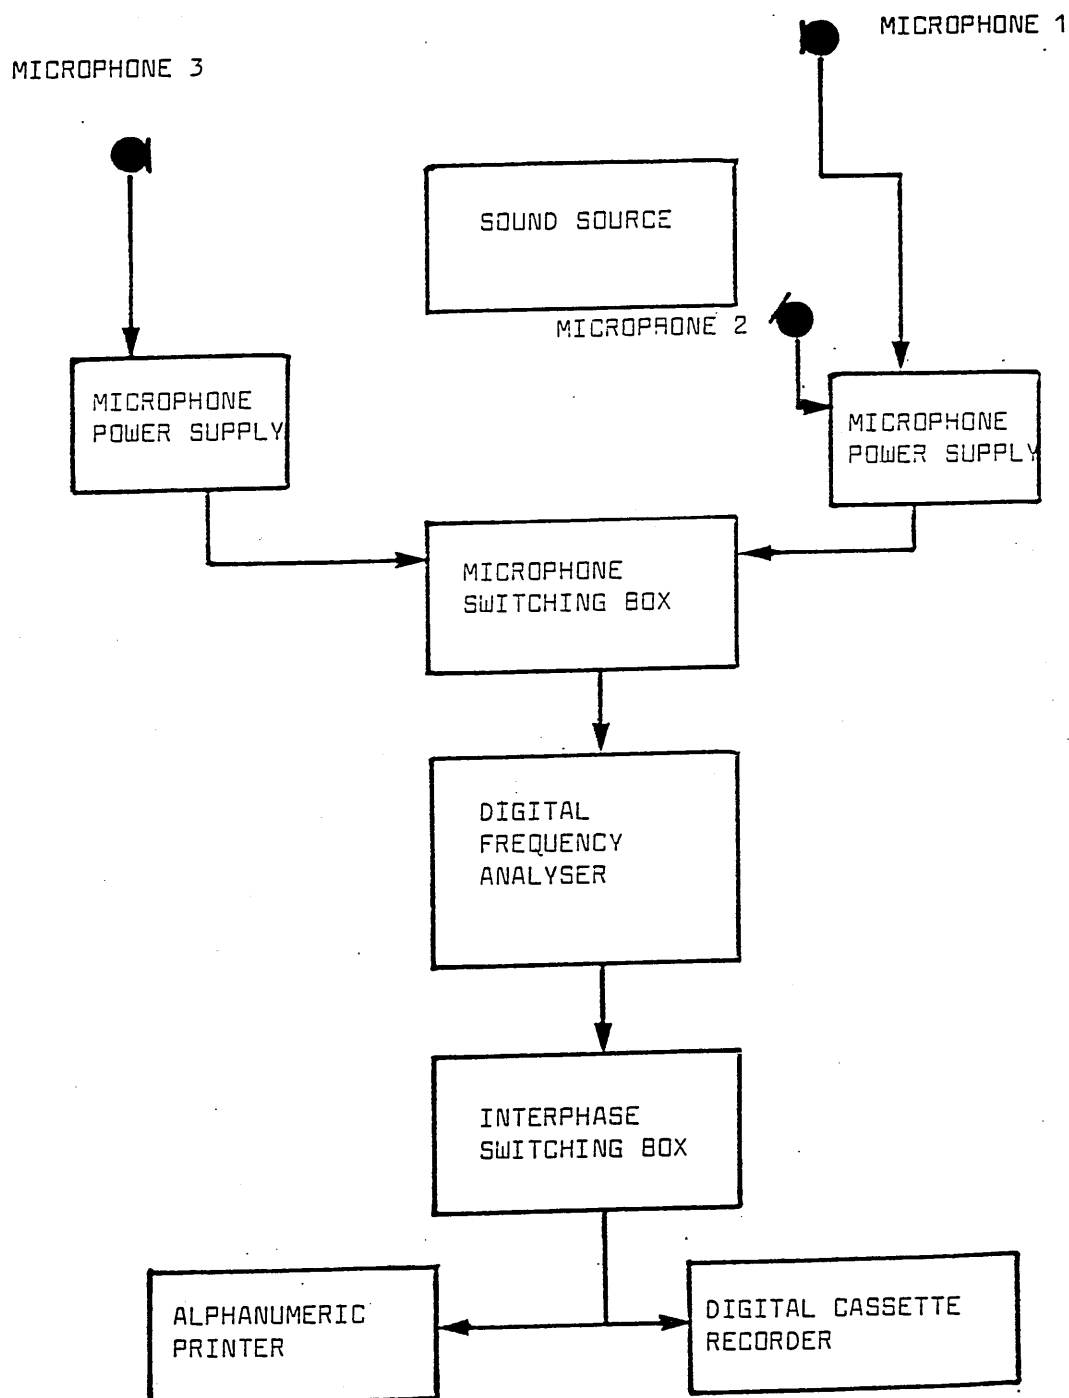 MICROPHONE 1
MICROPHONE 3
SOUND SOURCE
MICROPHONE 2
MICROPHONE
POWER SUPPLY
MICROPHONE
POWER SUPPLY
MICROPHONE
SWITCHING BOX
DIGITAL
FREQUENCY
ANALYSER
INTERPHASE
SWITCHING BOX
ALPHANUMERIC
PRINTER
DIGITAL CASSETTE
RECORDER